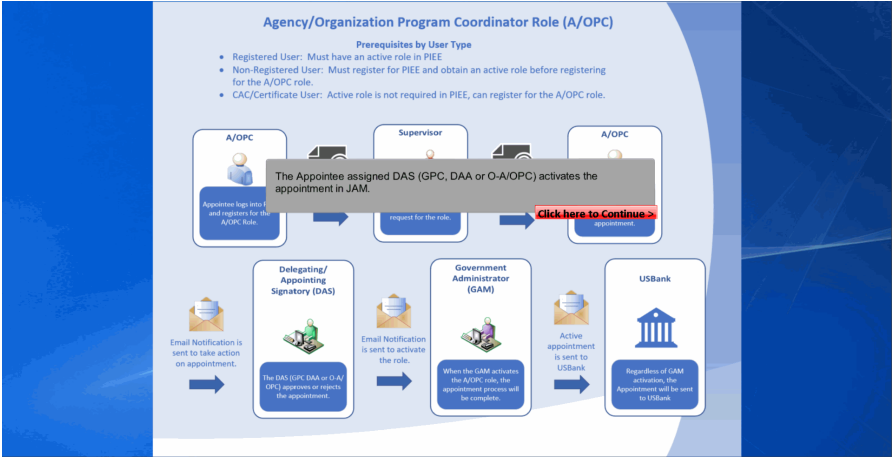 Agency/Organization Program Coordinator Role (A/OPC)
Prerequisites by User Type
• Registered User: Must have an active role in PIEE
• Non-Registered User: Must register for PIEE and obtain an active role before registering
for the A/OPC role.
• CAC/Certificate User: Active role is not required in PIEE, can register for the A/OPC role.
A/OPC
Supervisor
A/OPC
The Appointee assigned DAS (GPC, DAA or O-A/OPC) activates the
appointment in JAM.
Click here to Continue >
Appointee logs into
and registers for the
A/OPC Role.
request for the role.
appointment.
Delegating/
Appointing
Signatory (DAS)
Government
Administrator
(GAM)
USBank
Email Notification is
sent to take action
on appointment.
The DAS (GPC DAA or O-A/
OPC) approves or rejects
the appointment.
Email Notification
is sent to activate
the role.
When the GAM activates
the A/OPC role, the
appointment process will
be complete.
Active
appointment
is sent to
USBank
Regardless of GAM
activation, the
Appointment will be sent
to USBank